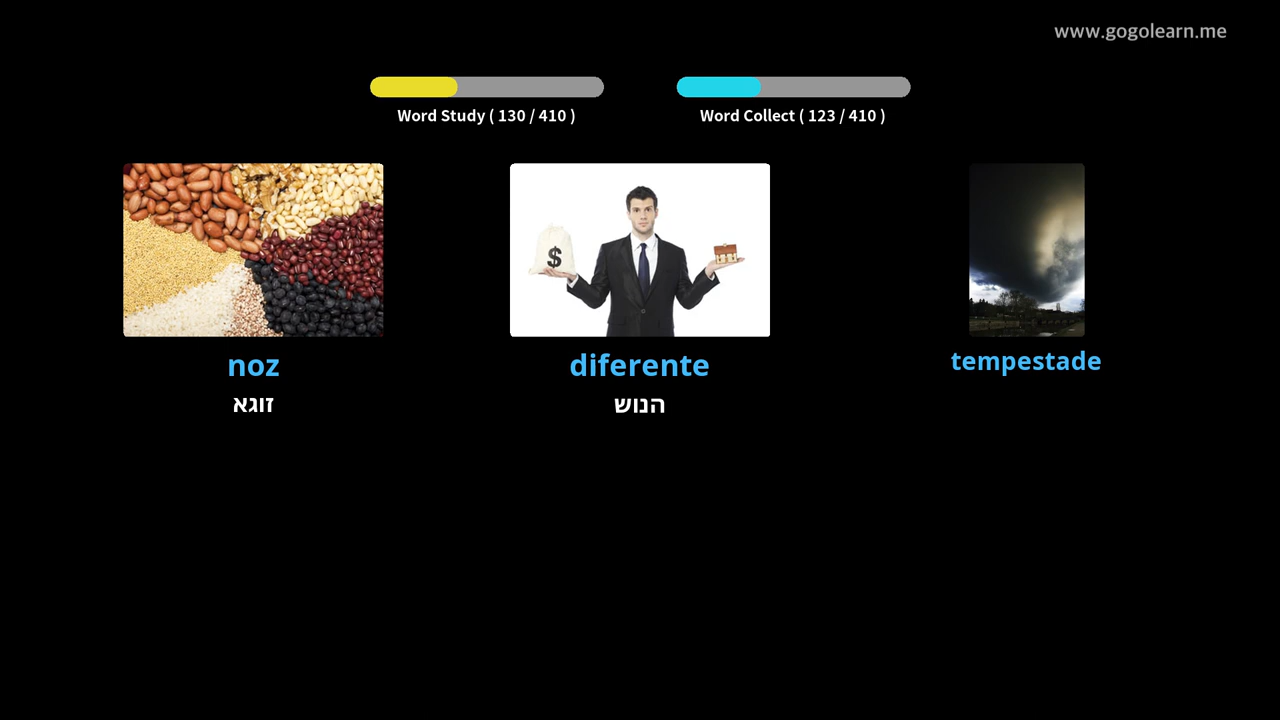 www.gogolearn.me
Word Study ( 130 / 410 )
Word Collect ( 123 / 410 )
noz
זוגא
diferente
הנוש
tempestade